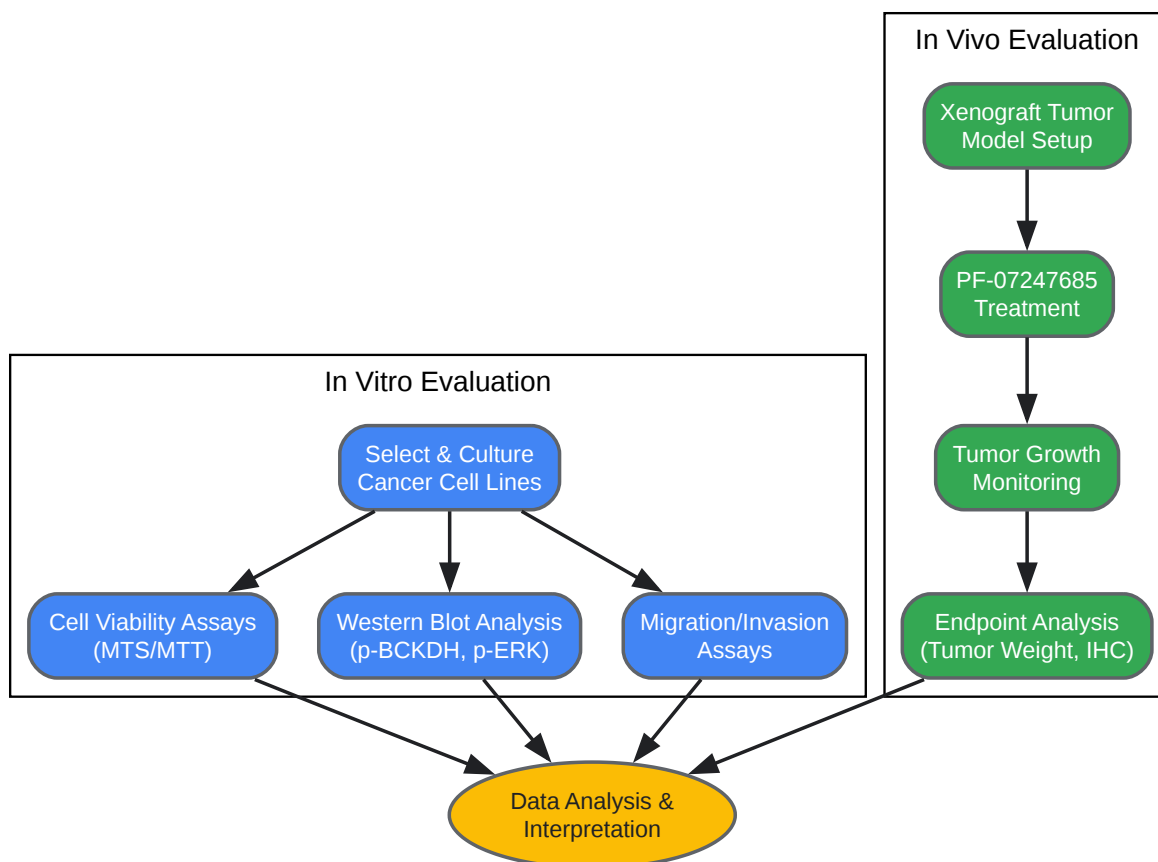 In Vivo Evaluation
Xenograft Tumor
Model Setup
PF-07247685
Treatment
Tumor Growth
Monitoring
Endpoint Analysis
(Tumor Weight, IHC)
In Vitro Evaluation
Select & Culture
Cancer Cell Lines
Cell Viability Assays
(MTS/MTT)
Western Blot Analysis
(p-BCKDH, p-ERK)
Migration/Invasion
Assays
Data Analysis &
Interpretation